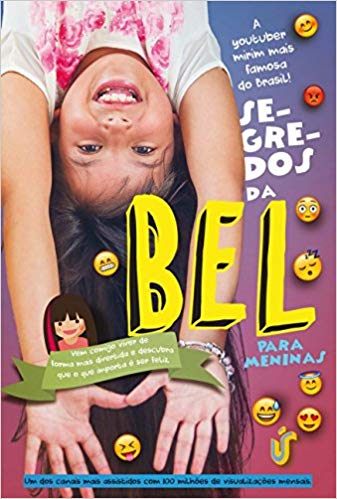 A
youtuber
mirim mais
famosa
do Brasil!
SE-
GRE-
DOS
DA
BEL
PARA
MENINAS
Vem comigo viver de
forma mais divertida e descubra
que o que importa é ser feliz
Um dos canais mais assistidos com 100 milhões de visualizações mensais.